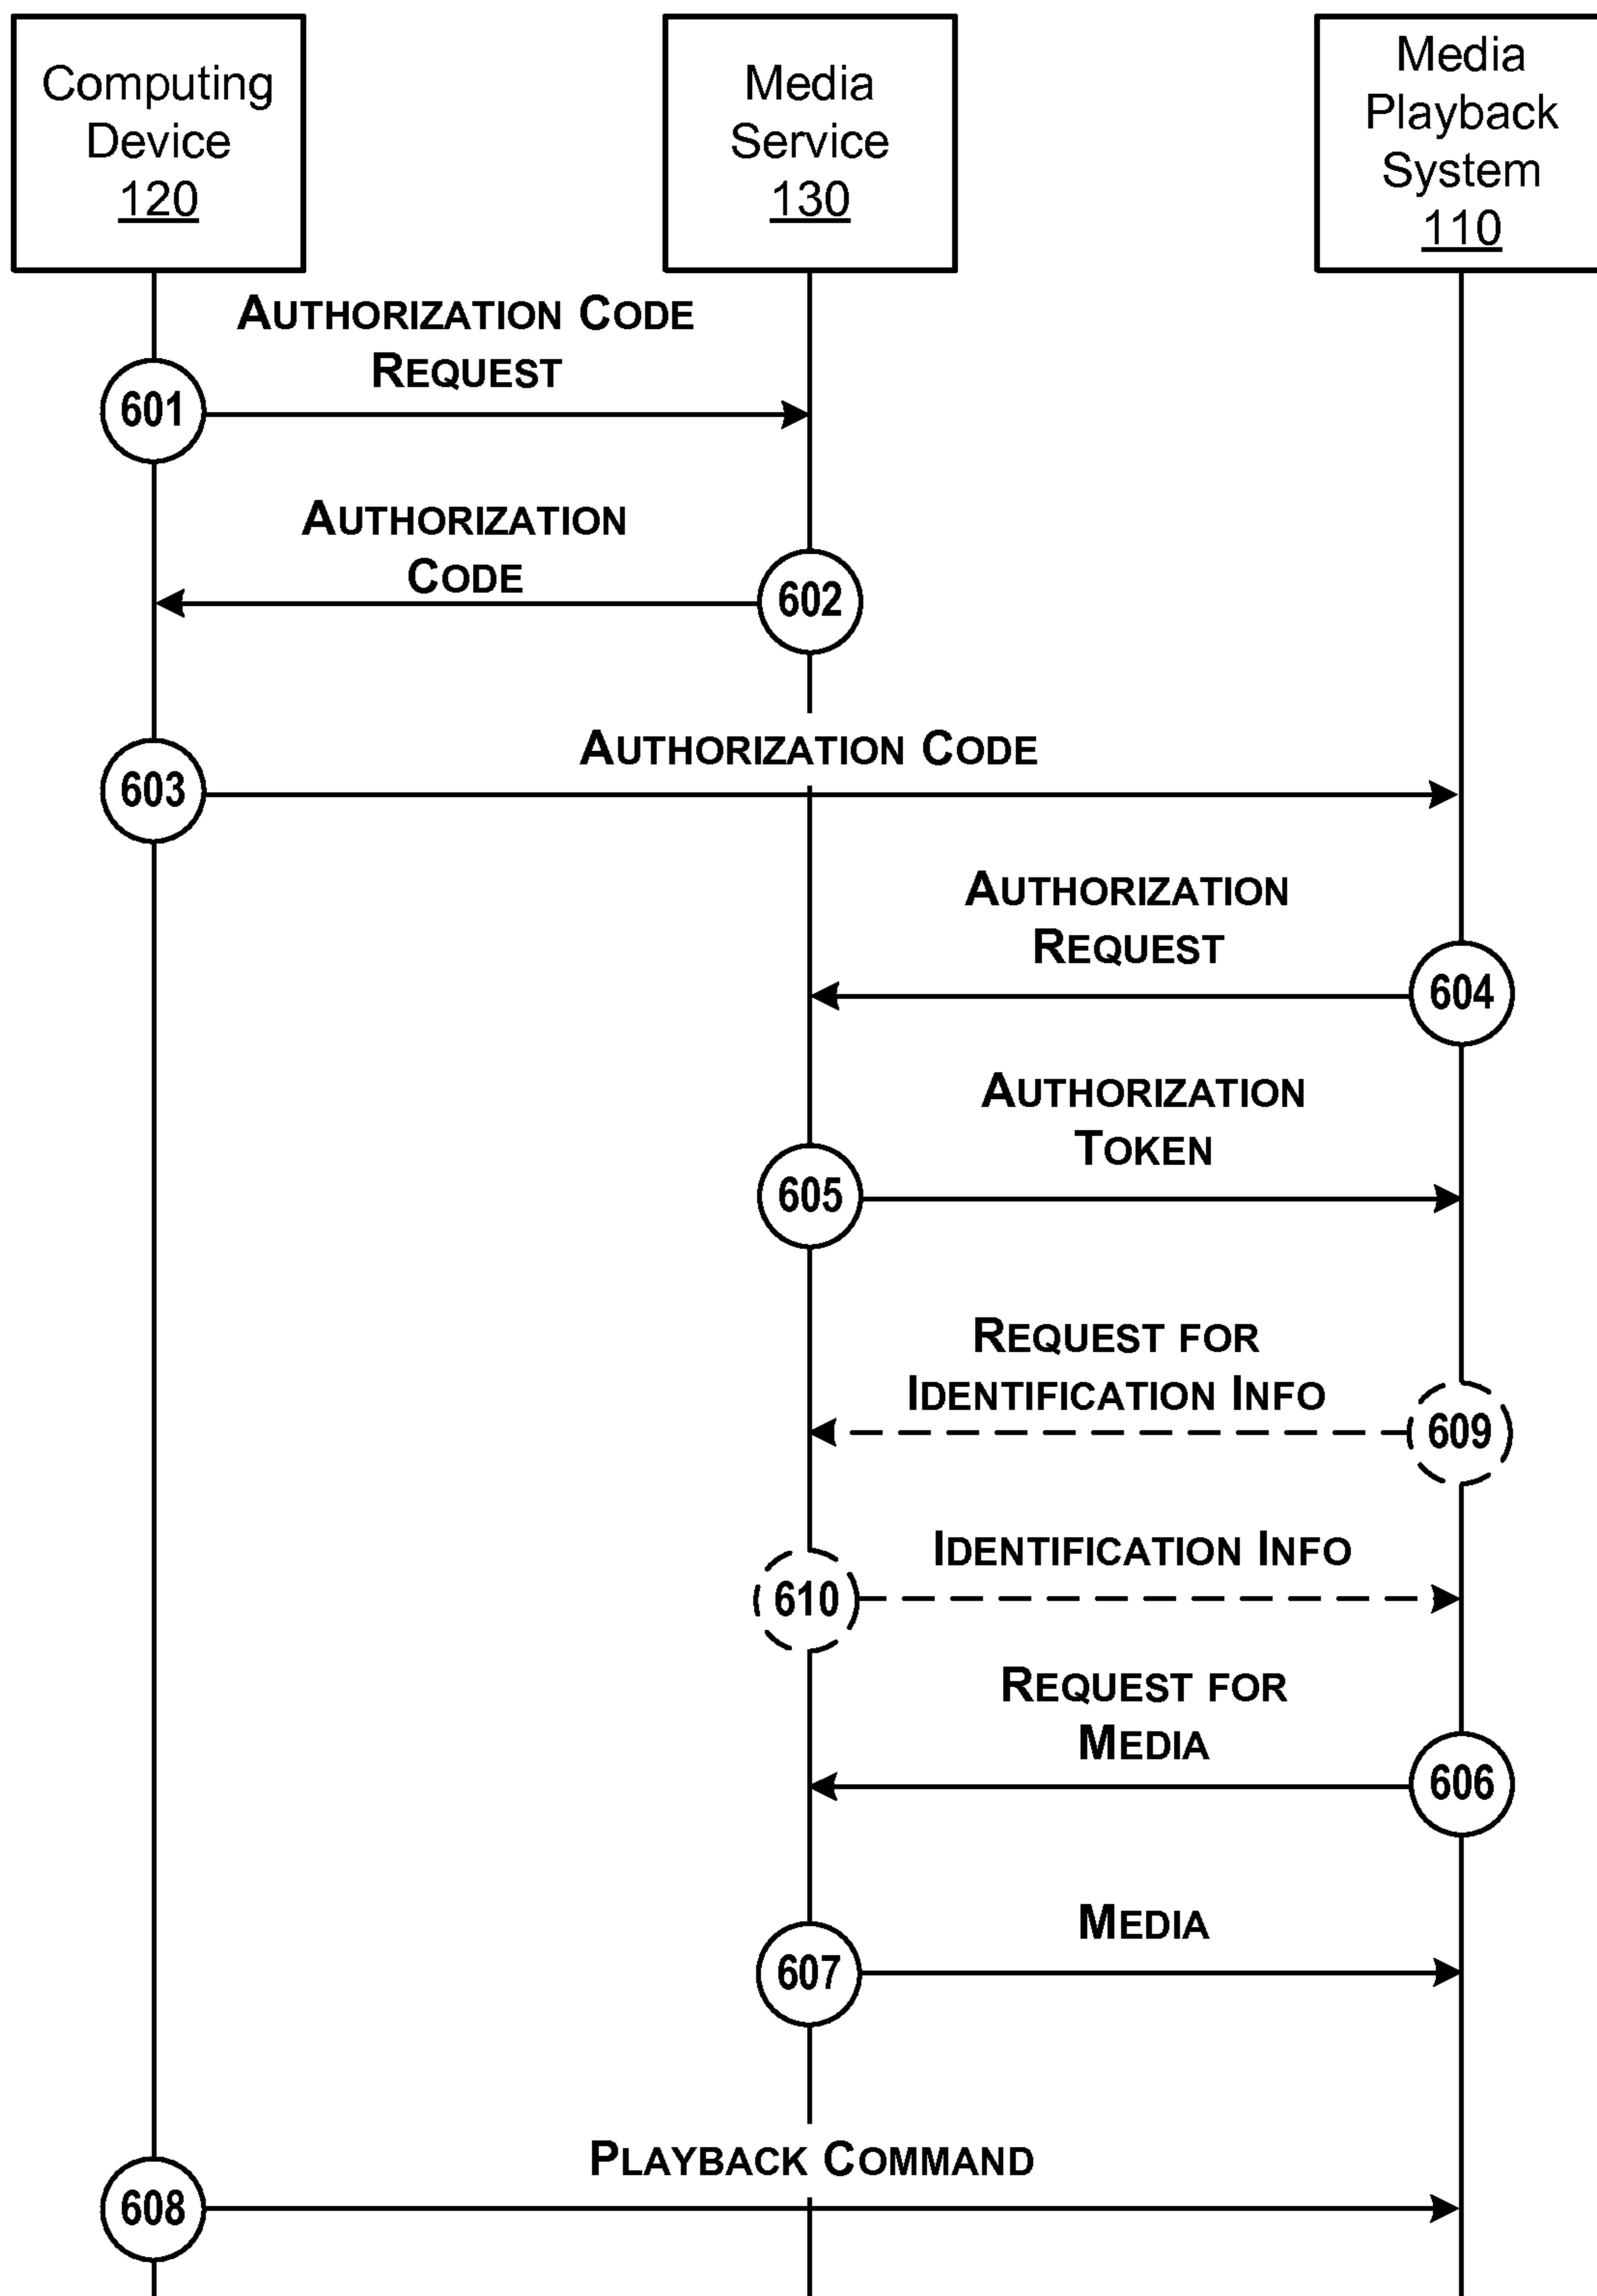 Computing
Device
120
Media
Service
130
Media
Playback
System
110
AUTHORIZATION CODE
REQUEST
601
AUTHORIZATION
CODE
602
AUTHORIZATION CODE
603
AUTHORIZATION
REQUEST
604
AUTHORIZATION
TOKEN
605
REQUEST FOR
IDENTIFICATION INFO
609
IDENTIFICATION INFO
610
REQUEST FOR
MEDIA
606
MEDIA
607
PLAYBACK COMMAND
608